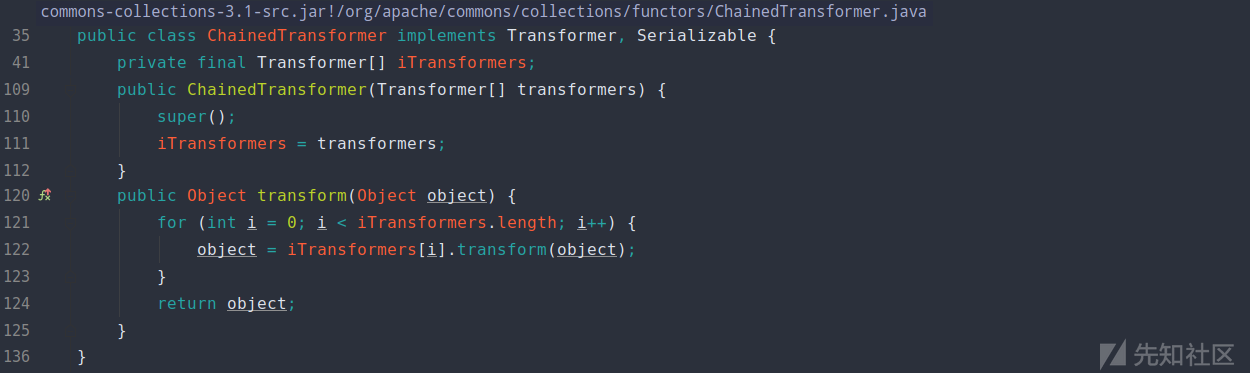 commons-collections-3.1-src.jar!/org/apache/commons/collections/functors/ChainedTransformer.java
35 public class ChainedTransformer implements Transformer, Serializable {
41 private final Transformer[] iTransformers;
109 public ChainedTransformer(Transformer[] transformers) {
110 super();
111 iTransformers = transformers;
112 }
120 public Object transform(Object object) {
121 for (int i = 0; i < iTransformers.length; i++) {
122 object = iTransformers[i].transform(object);
123 }
124 return object;
125 }
136 }
先知社区